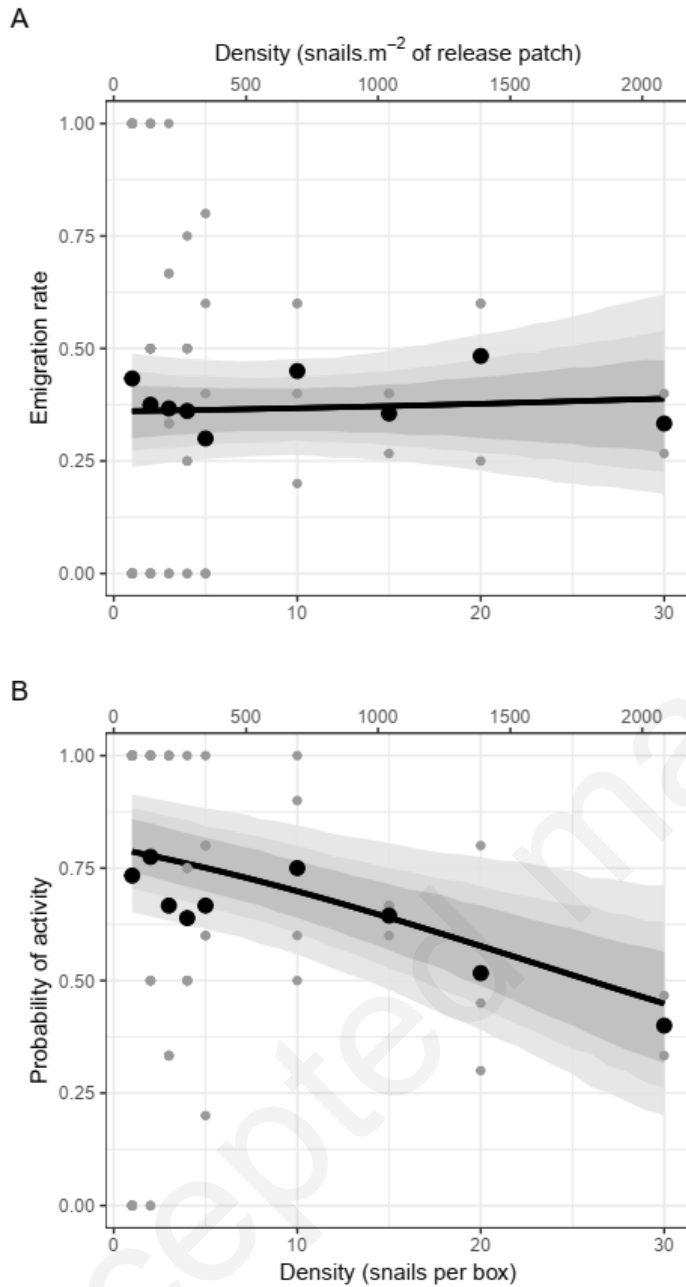 A
Density (snails.m⁻² of release patch)
0 500 1000 1500 2000
1.00
0.75
0.50
0.25
0.00
Emigration rate
0 10 20 30
B
0 500 1000 1500 2000
1.00
0.75
0.50
0.25
0.00
Probability of activity
0 10 20 30
Density (snails per box)